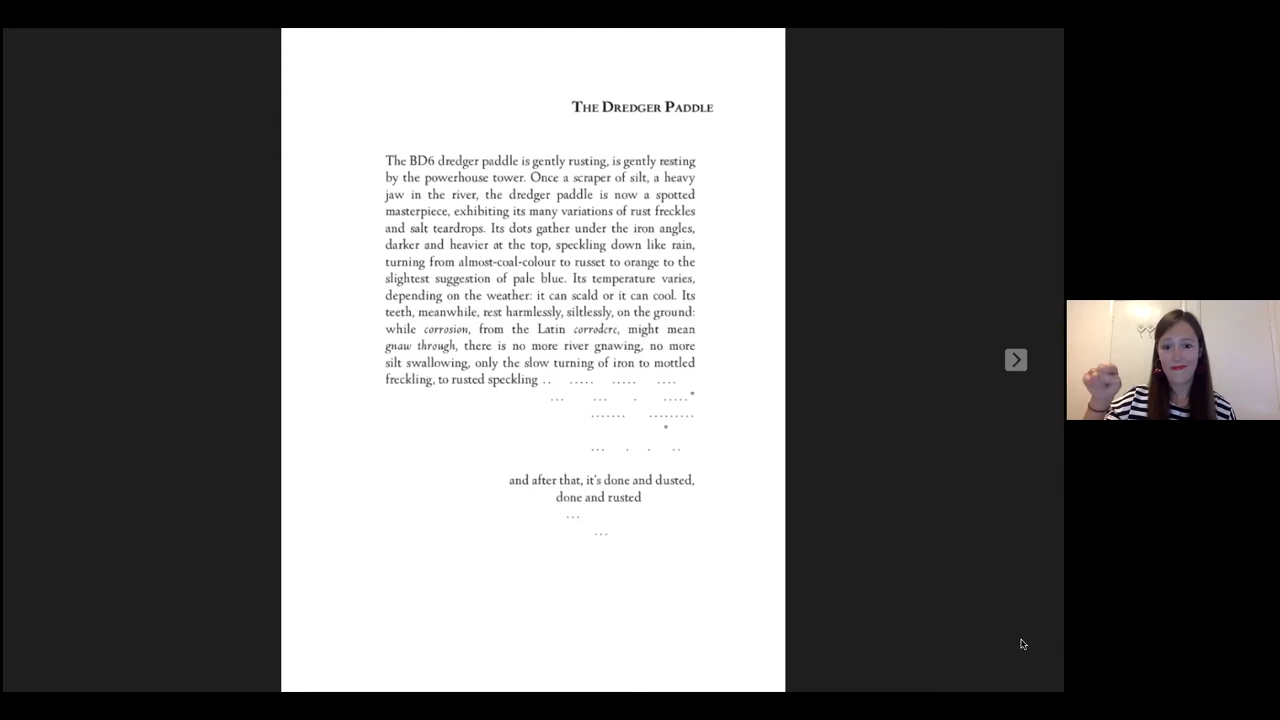 THE DREDGER PADDLE
The BD6 dredger paddle is gently rusting, is gently resting
by the powerhouse tower. Once a scraper of silt, a heavy
jaw in the river, the dredger paddle is now a spotted
masterpiece, exhibiting its many variations of rust freckles
and salt teardrops. Its dots gather under the iron angles,
darker and heavier at the top, speckling down like rain,
turning from almost-coal-colour to russet to orange to the
slightest suggestion of pale blue. Its temperature varies,
depending on the weather: it can scald or it can cool. Its
teeth, meanwhile, rest harmlessly, siltlessly, on the ground:
while corrosion, from the Latin corrodere, might mean
gnaw through, there is no more river gnawing, no more
silt swallowing, only the slow turning of iron to mottled
freckling, to rusted speckling .. ..... ..... ....
... ... . .....*
....... .........
*
... . . ..
and after that, it's done and dusted,
done and rusted
...
...